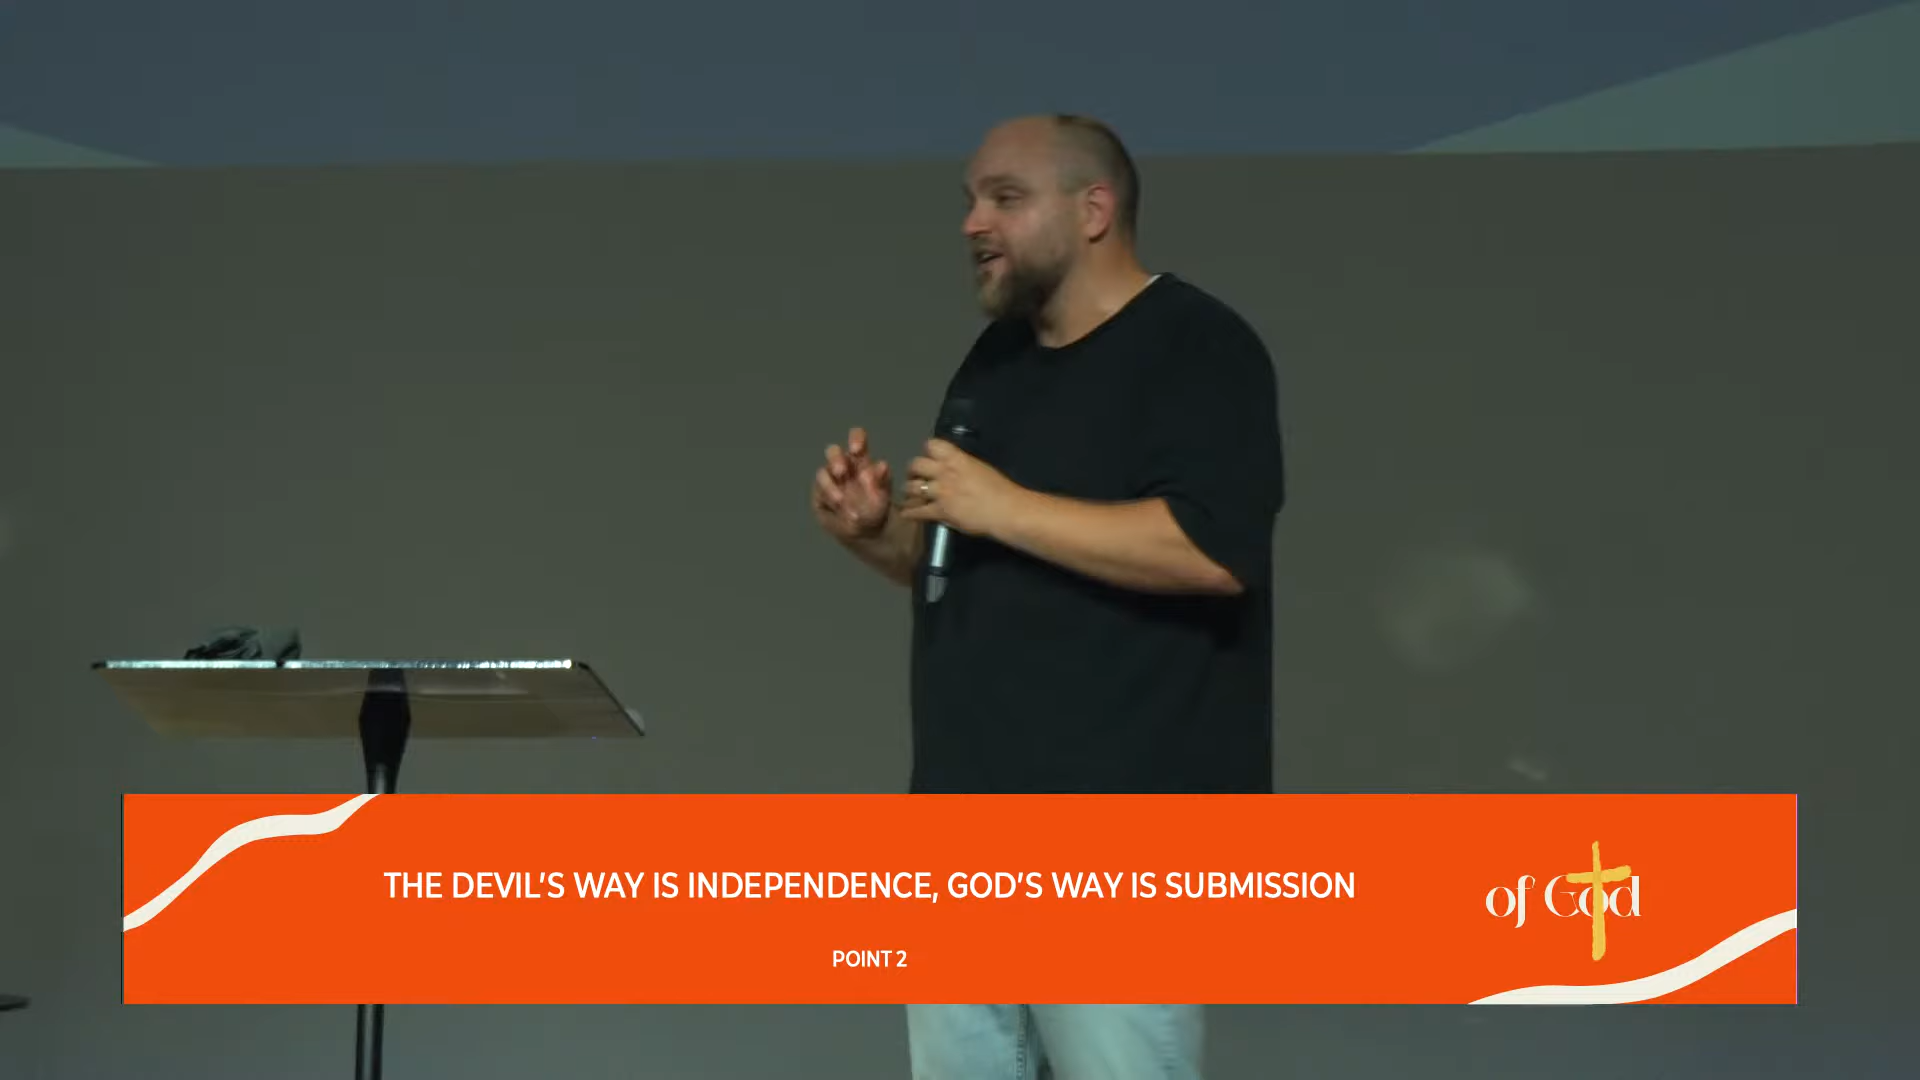 THE DEVIL'S WAY IS INDEPENDENCE, GOD'S WAY IS SUBMISSION
of God
POINT 2